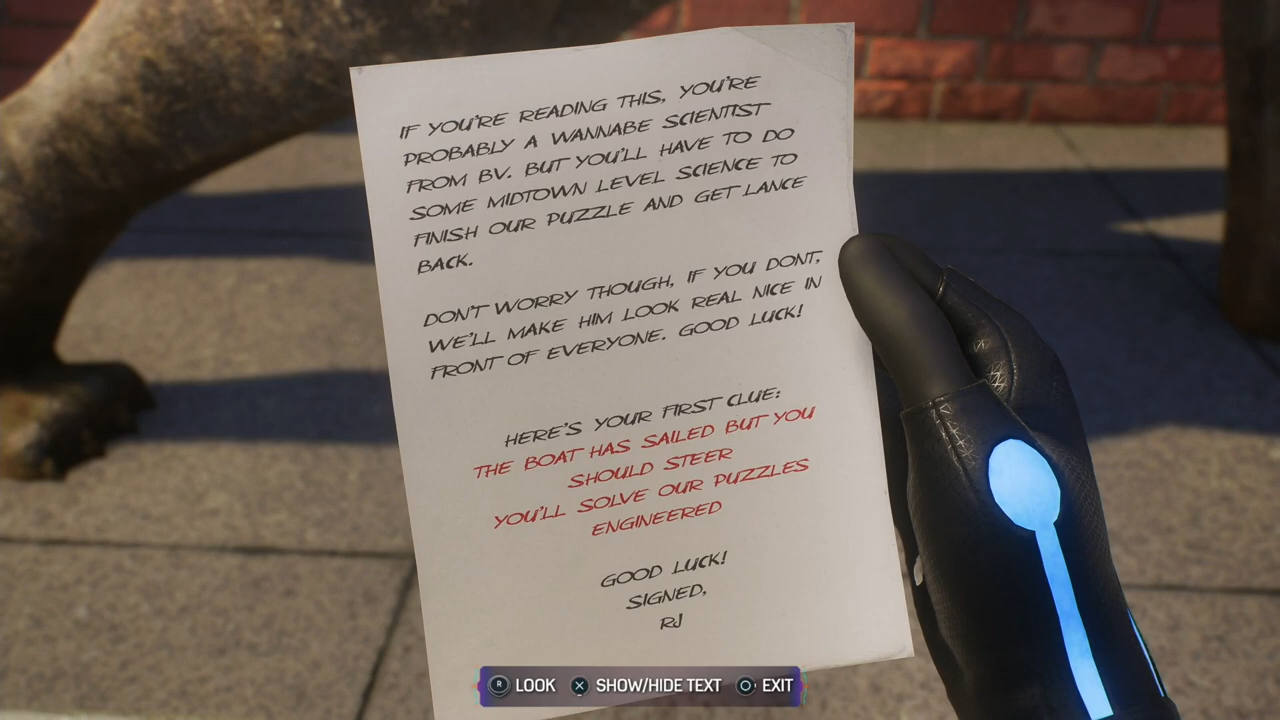 IF YOU'RE READING THIS, YOU'RE
PROBABLY A WANNABE SCIENTIST
FROM BV. BUT YOU'LL HAVE TO DO
SOME MIDTOWN LEVEL SCIENCE TO
FINISH OUR PUZZLE AND GET LANCE
BACK.
DON'T WORRY THOUGH, IF YOU DONT,
WE'LL MAKE HIM LOOK REAL NICE IN
FRONT OF EVERYONE. GOOD LUCK!
HERE'S YOUR FIRST CLUE:
THE BOAT HAS SAILED BUT YOU
SHOULD STEER
YOU'LL SOLVE OUR PUZZLES
ENGINEERED
GOOD LUCK!
SIGNED,
RJ
R LOOK X SHOW/HIDE TEXT O EXIT